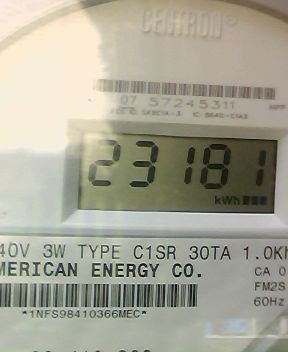 CENTRON®
07 57245311
23181
kWh
40V 3W TYPE C1SR 30TA 1.0K
MERICAN ENERGY CO. CA 0
FM2S
60Hz
*1NFS98410366MEC*